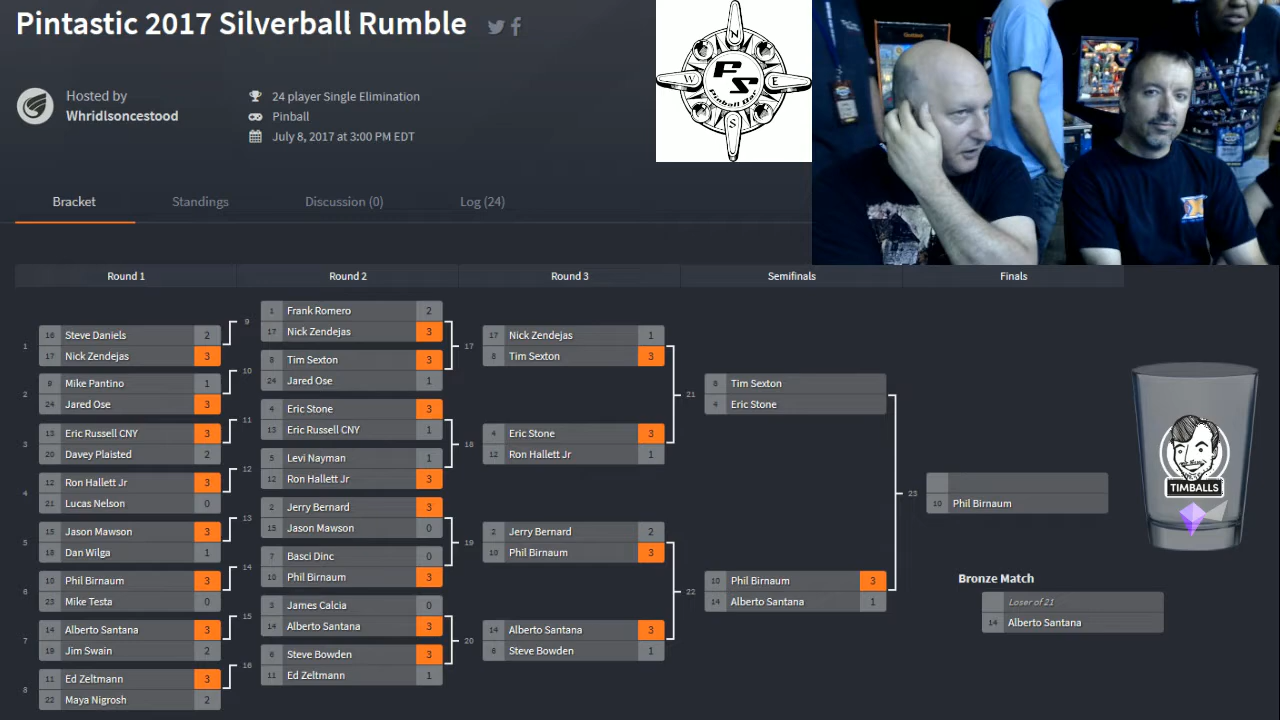 Pintastic 2017 Silverball Rumble
Hosted by
Whridlsoncestood
24 player Single Elimination
Pinball
July 8, 2017 at 3:00 PM EDT
N
W
E
S
PS
Pinball Bar
Bracket
Standings
Discussion (0)
Log (24)
Round 1
Round 2
Round 3
Semifinals
Finals
1
16 Steve Daniels 2
17 Nick Zendejas 3
2
9 Mike Pantino 1
24 Jared Ose 3
3
13 Eric Russell CNY 3
20 Davey Plaisted 2
4
12 Ron Hallett Jr 3
21 Lucas Nelson 0
5
15 Jason Mawson 3
18 Dan Wilga 1
6
10 Phil Birnaum 3
23 Mike Testa 0
7
14 Alberto Santana 3
19 Jim Swain 2
8
11 Ed Zeltmann 3
22 Maya Nigrosh 2
9
1 Frank Romero 2
17 Nick Zendejas 3
10
8 Tim Sexton 3
24 Jared Ose 1
11
4 Eric Stone 3
13 Eric Russell CNY 1
12
5 Levi Nayman 1
12 Ron Hallett Jr 3
13
2 Jerry Bernard 3
15 Jason Mawson 0
14
7 Basci Dinc 0
10 Phil Birnaum 3
15
3 James Calcia 0
14 Alberto Santana 3
16
6 Steve Bowden 3
11 Ed Zeltmann 1
17
17 Nick Zendejas 1
8 Tim Sexton 3
18
4 Eric Stone 3
12 Ron Hallett Jr 1
19
2 Jerry Bernard 2
10 Phil Birnaum 3
20
14 Alberto Santana 3
6 Steve Bowden 1
21
8 Tim Sexton
4 Eric Stone
22
10 Phil Birnaum 3
14 Alberto Santana 1
23
10 Phil Birnaum
Bronze Match
Loser of 21
14 Alberto Santana
TIMBALLS